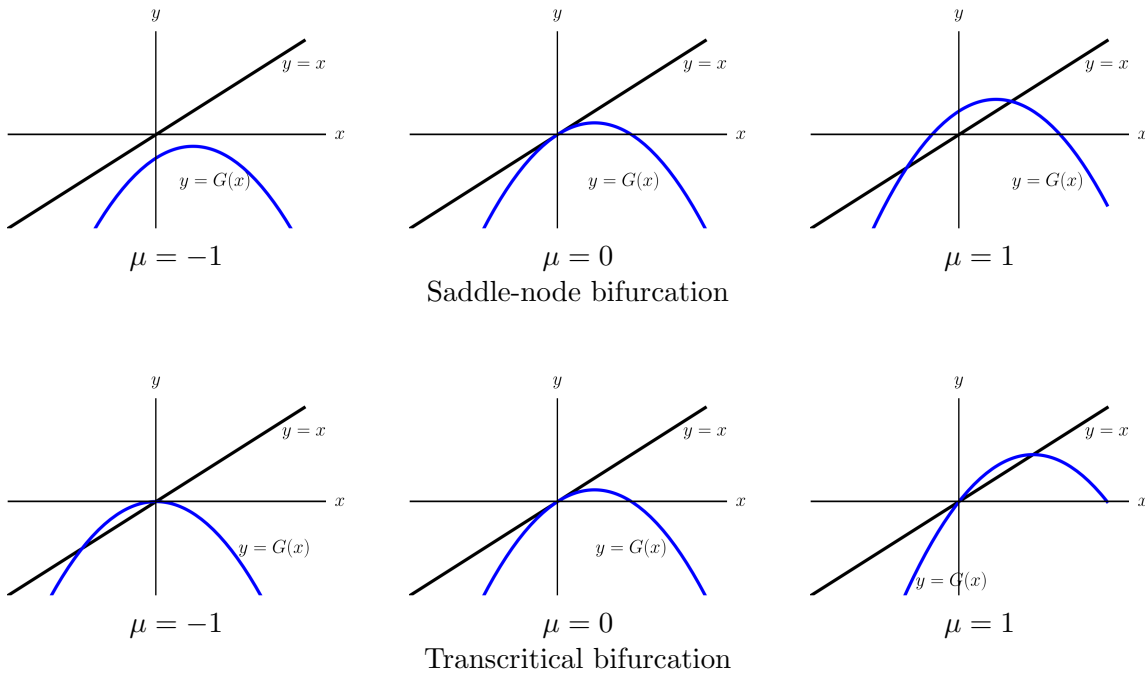 y y y
y = x y = x y = x
x x x
y = G(x) y = G(x) y = G(x)
μ = −1 μ = 0 μ = 1
Saddle-node bifurcation
y y y
y = x y = x y = x
x x x
y = G(x) y = G(x)
y = G(x)
μ = −1 μ = 0 μ = 1
Transcritical bifurcation